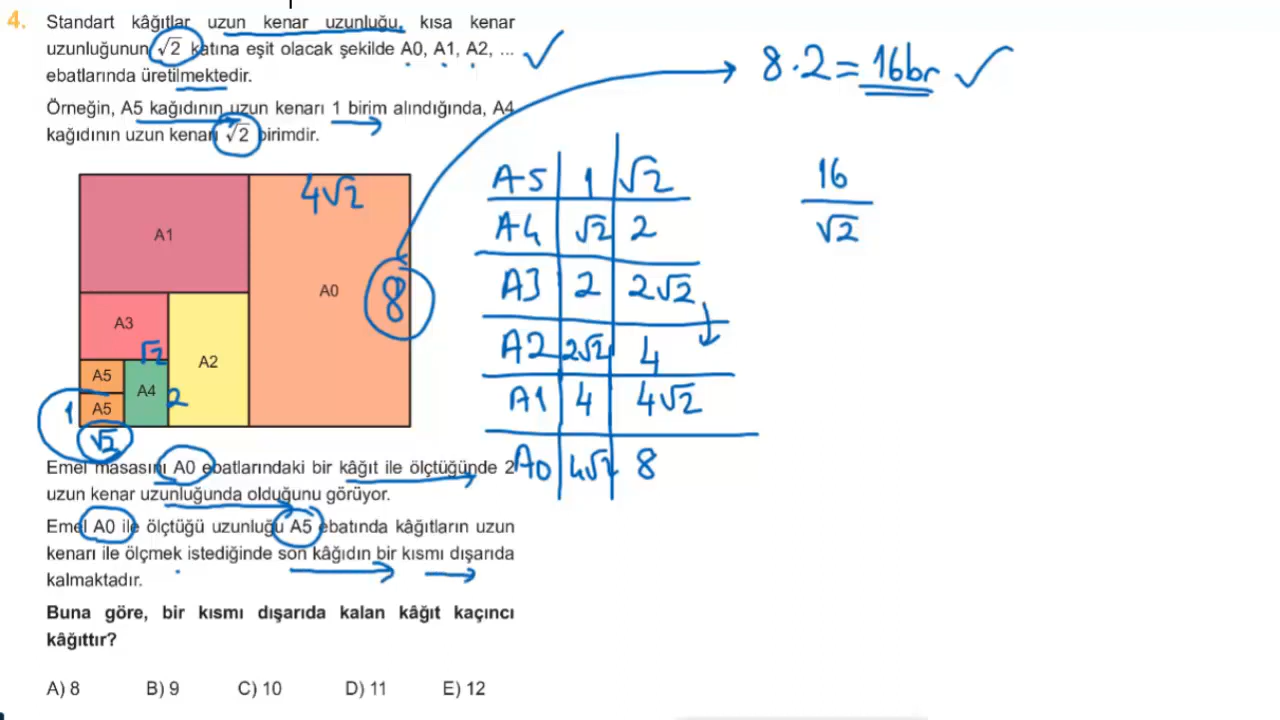 4. Standart kâğıtlar uzun kenar uzunluğu, kısa kenar
uzunluğunun √2 katına eşit olacak şekilde A0, A1, A2, ...
ebatlarında üretilmektedir.
Örneğin, A5 kağıdının uzun kenarı 1 birim alındığında, A4
kağıdının uzun kenarı √2 birimdir.
8·2=16br
16
√2
A5 1 √2
A4 √2 2
A3 2 2√2
A2 2√2 4
A1 4 4√2
A0 4√2 8
4√2
A1
A0
8
A3
√2
A2
A5
A4
2
1
A5
√2
Emel masasını A0 ebatlarındaki bir kâğıt ile ölçtüğünde 2
uzun kenar uzunluğunda olduğunu görüyor.
Emel A0 ile ölçtüğü uzunluğu A5 ebatında kâğıtların uzun
kenarı ile ölçmek istediğinde son kâğıdın bir kısmı dışarıda
kalmaktadır.
Buna göre, bir kısmı dışarıda kalan kâğıt kaçıncı
kâğıttır?
A) 8 B) 9 C) 10 D) 11 E) 12